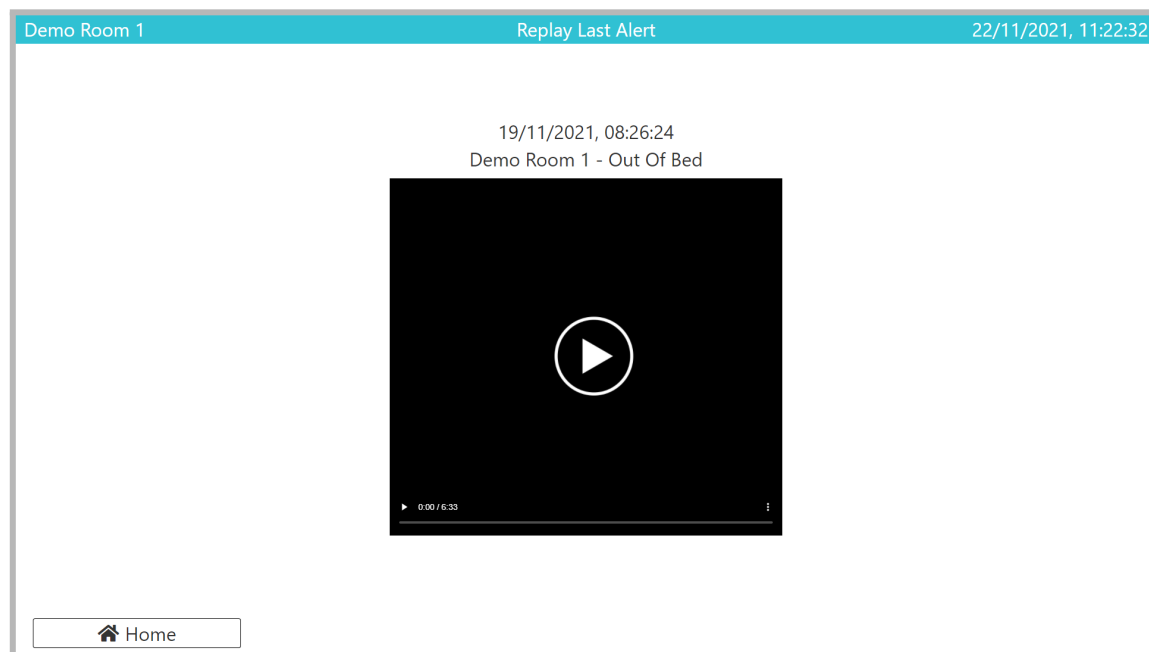 Demo Room 1 Replay Last Alert 22/11/2021, 11:22:32
19/11/2021, 08:26:24
Demo Room 1 - Out Of Bed
0:00 / 6:33
Home